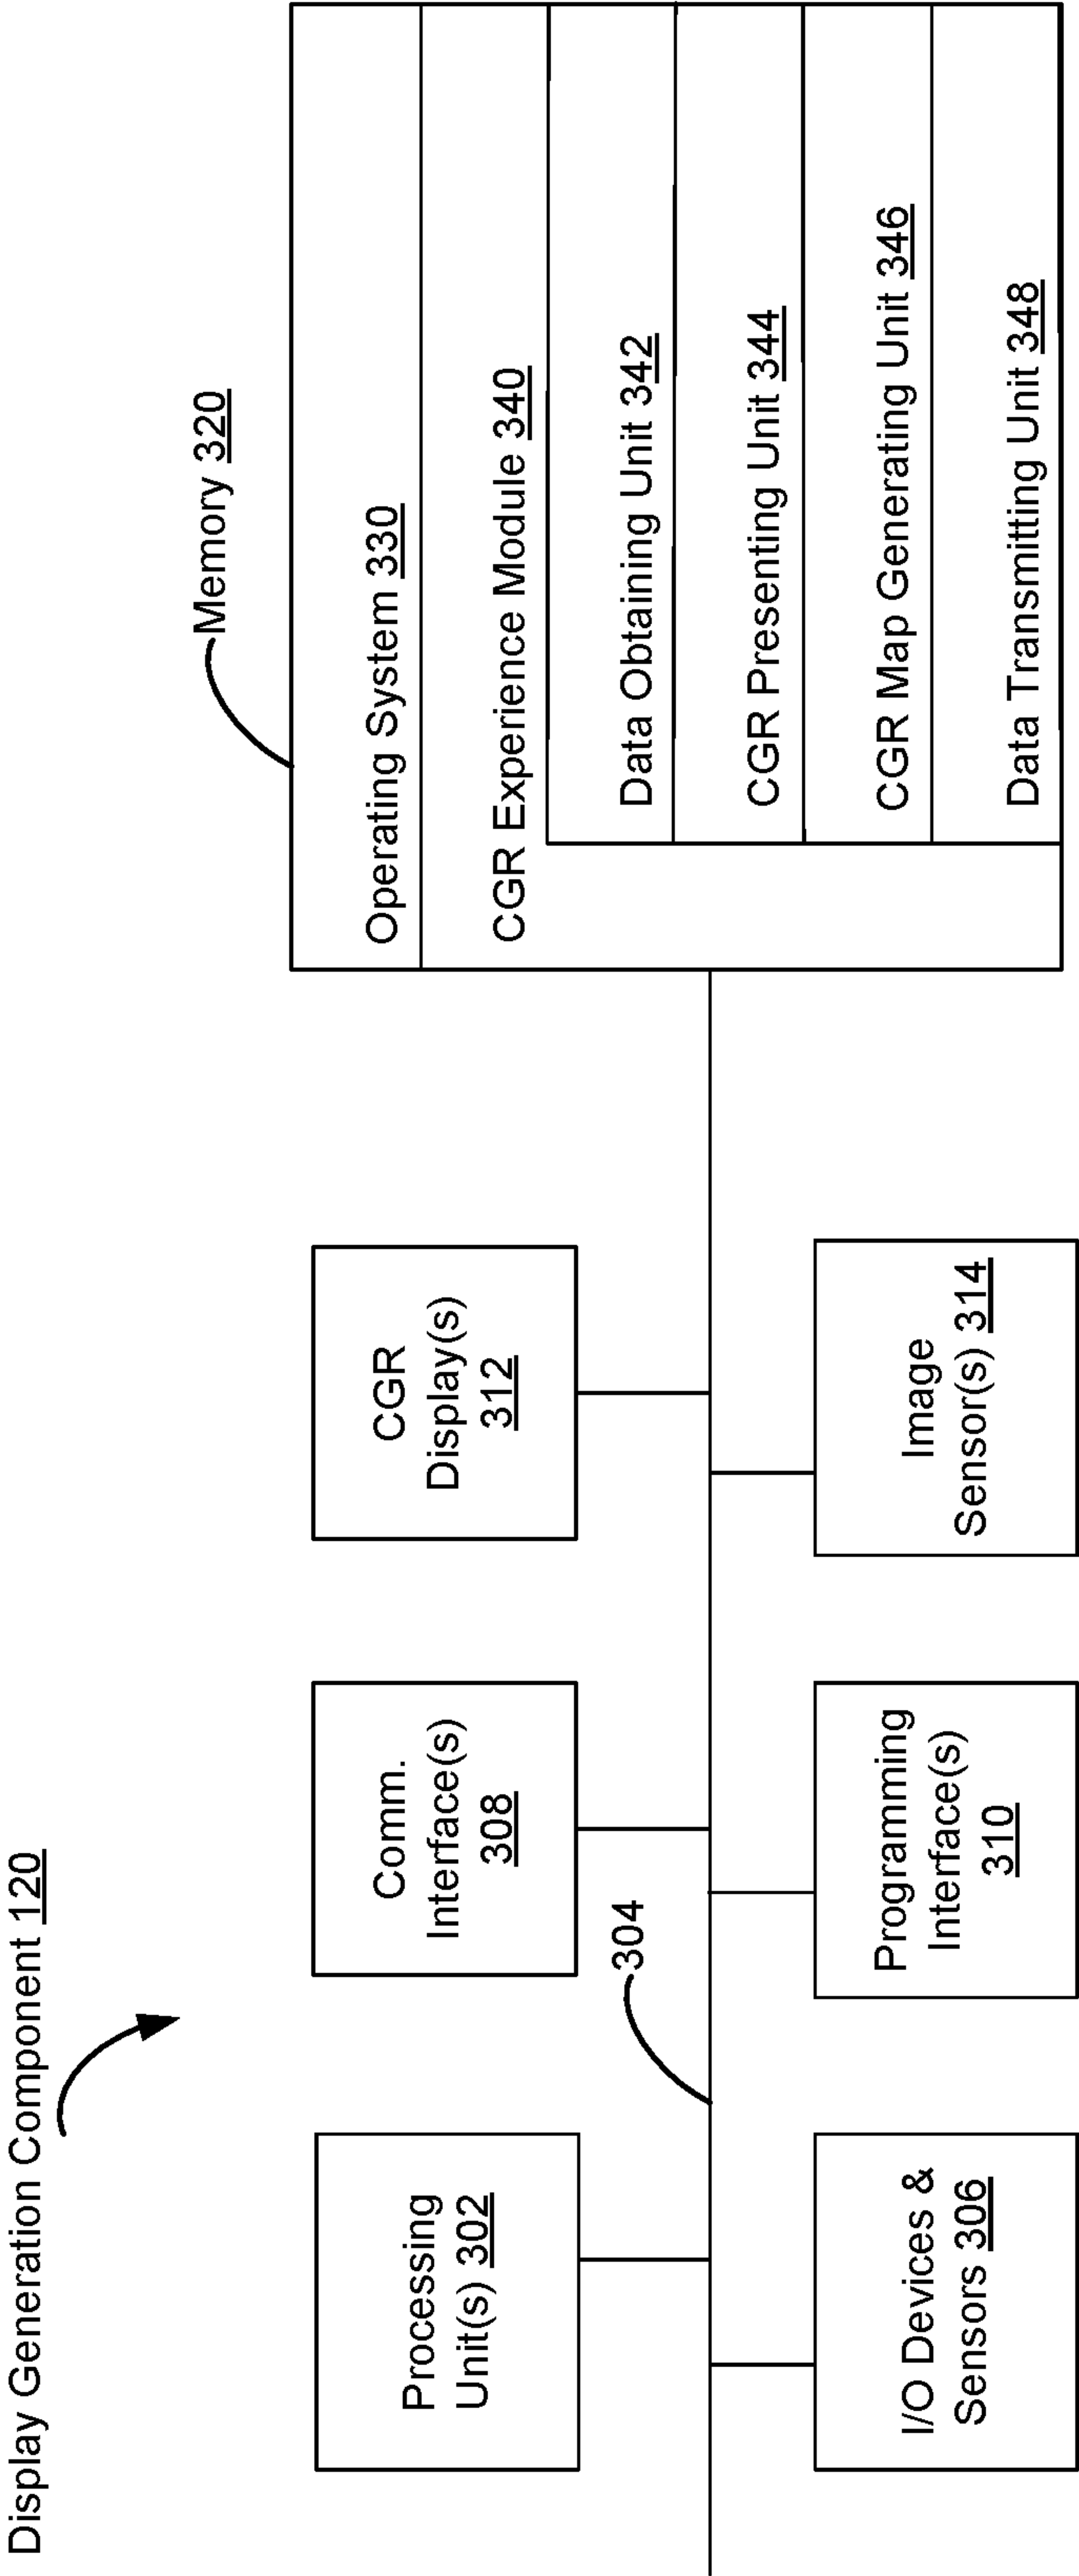 Display Generation Component 120
Processing
Unit(s) 302
Comm.
Interface(s)
308
CGR
Display(s)
312
304
I/O Devices &
Sensors 306
Programming
Interface(s)
310
Image
Sensor(s) 314
Memory 320
Operating System 330
CGR Experience Module 340
Data Obtaining Unit 342
CGR Presenting Unit 344
CGR Map Generating Unit 346
Data Transmitting Unit 348